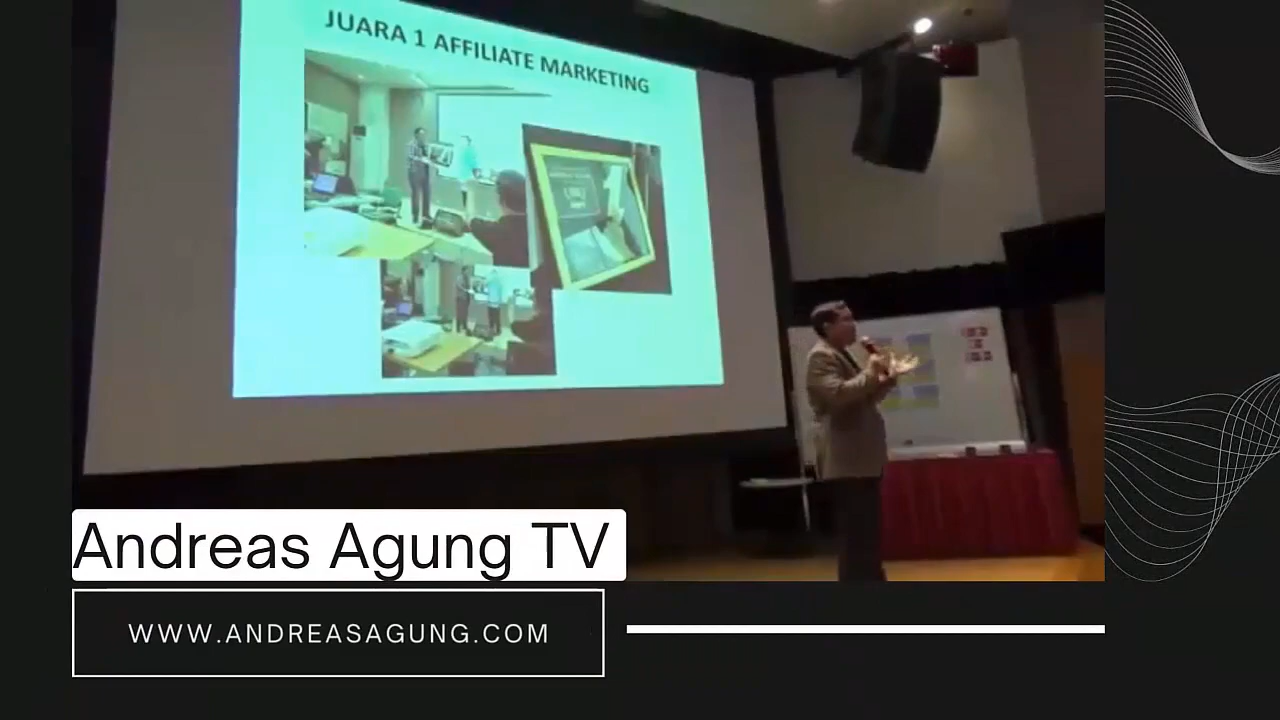 JUARA 1 AFFILIATE MARKETING
Andreas Agung TV
WWW.ANDREASAGUNG.COM